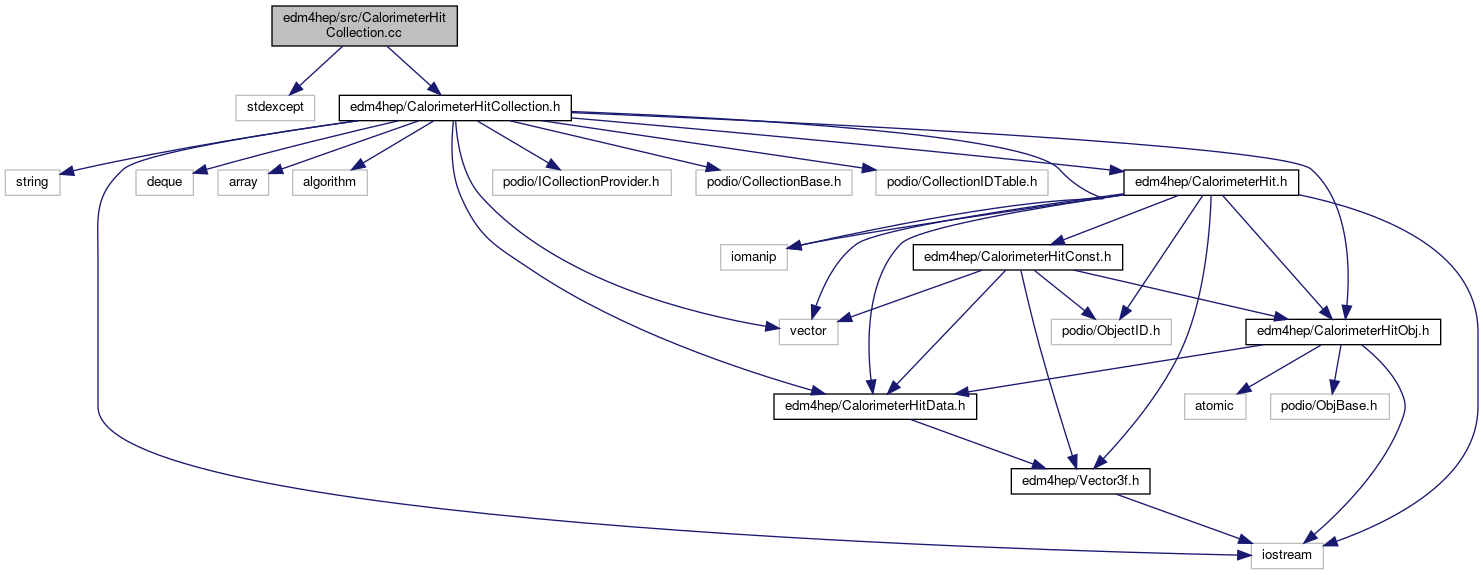 edm4hep/src/CalorimeterHit
Collection.cc
stdexcept
edm4hep/CalorimeterHitCollection.h
string
deque
array
algorithm
podio/ICollectionProvider.h
podio/CollectionBase.h
podio/CollectionIDTable.h
edm4hep/CalorimeterHit.h
iomanip
edm4hep/CalorimeterHitConst.h
vector
podio/ObjectID.h
edm4hep/CalorimeterHitObj.h
edm4hep/CalorimeterHitData.h
atomic
podio/ObjBase.h
edm4hep/Vector3f.h
iostream